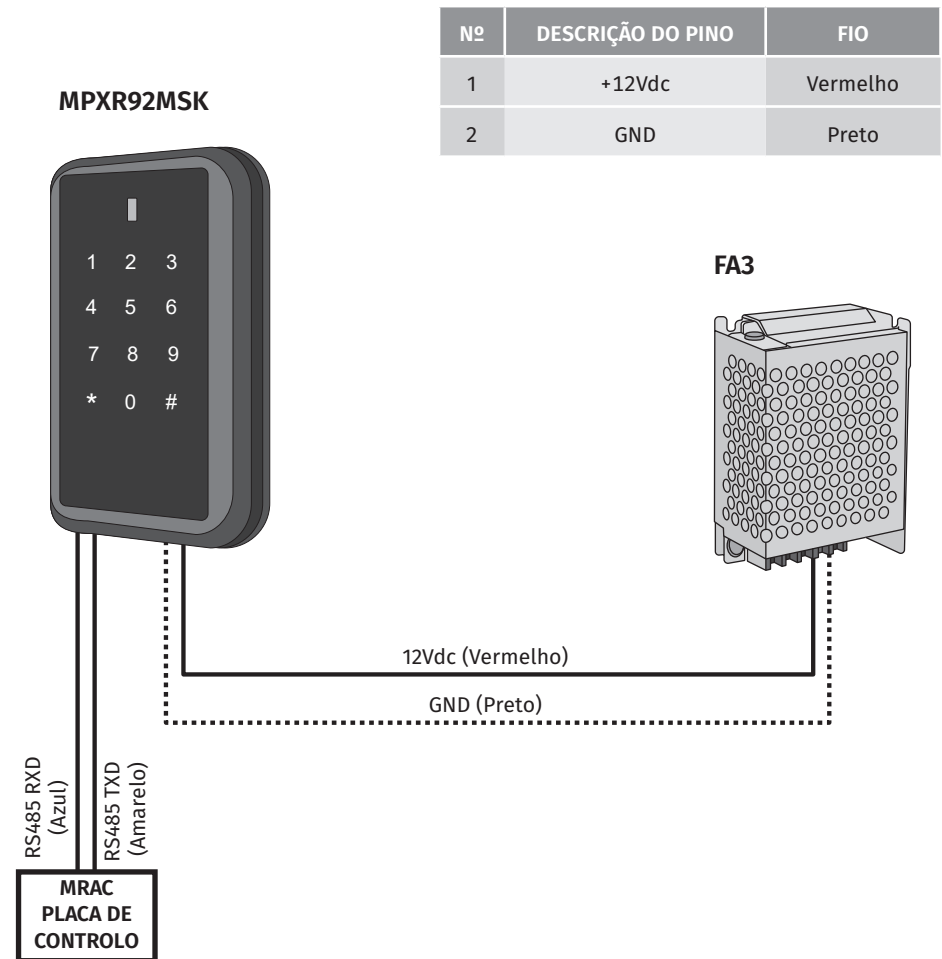 Nº DESCRIÇÃO DO PINO FIO
1 +12Vdc Vermelho
2 GND Preto
MPXR92MSK
1 2 3
4 5 6
7 8 9
* 0 #
FA3
12Vdc (Vermelho)
GND (Preto)
RS485 RXD
(Azul)
RS485 TXD
(Amarelo)
MRAC
PLACA DE
CONTROLO